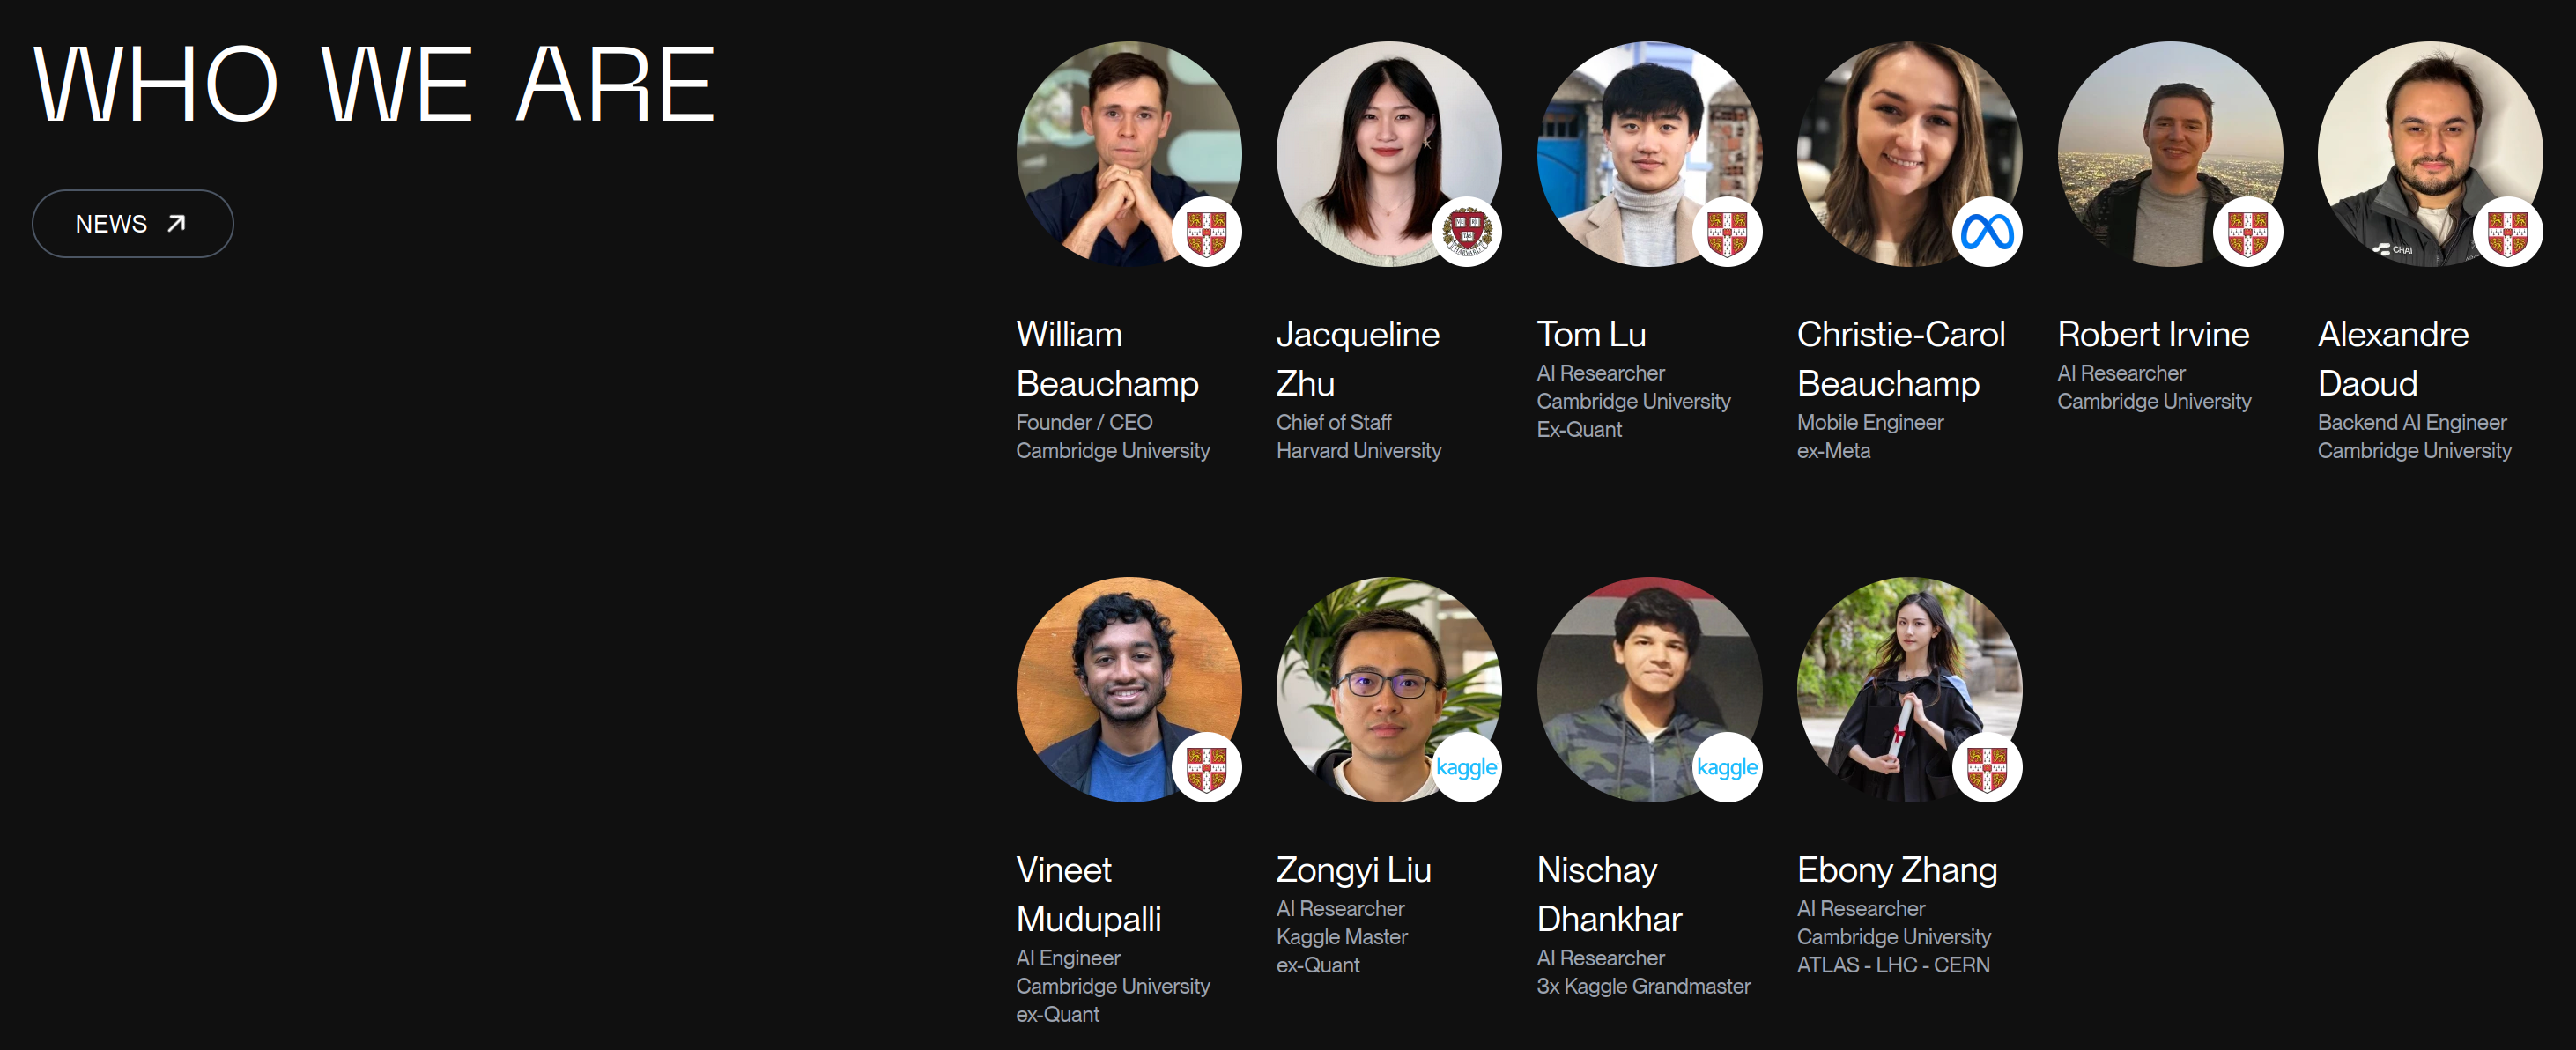 WHO WE ARE
NEWS
CHAI
William
Beauchamp
Founder / CEO
Cambridge University
HARVARD
Jacqueline
Zhu
Chief of Staff
Harvard University
Tom Lu
AI Researcher
Cambridge University
Ex-Quant
Christie-Carol
Beauchamp
Mobile Engineer
ex-Meta
Robert Irvine
AI Researcher
Cambridge University
Alexandre
Daoud
Backend AI Engineer
Cambridge University
Vineet
Mudupalli
AI Engineer
Cambridge University
ex-Quant
kaggle
Zongyi Liu
AI Researcher
Kaggle Master
ex-Quant
kaggle
Nischay
Dhankhar
AI Researcher
3x Kaggle Grandmaster
Ebony Zhang
AI Researcher
Cambridge University
ATLAS - LHC - CERN